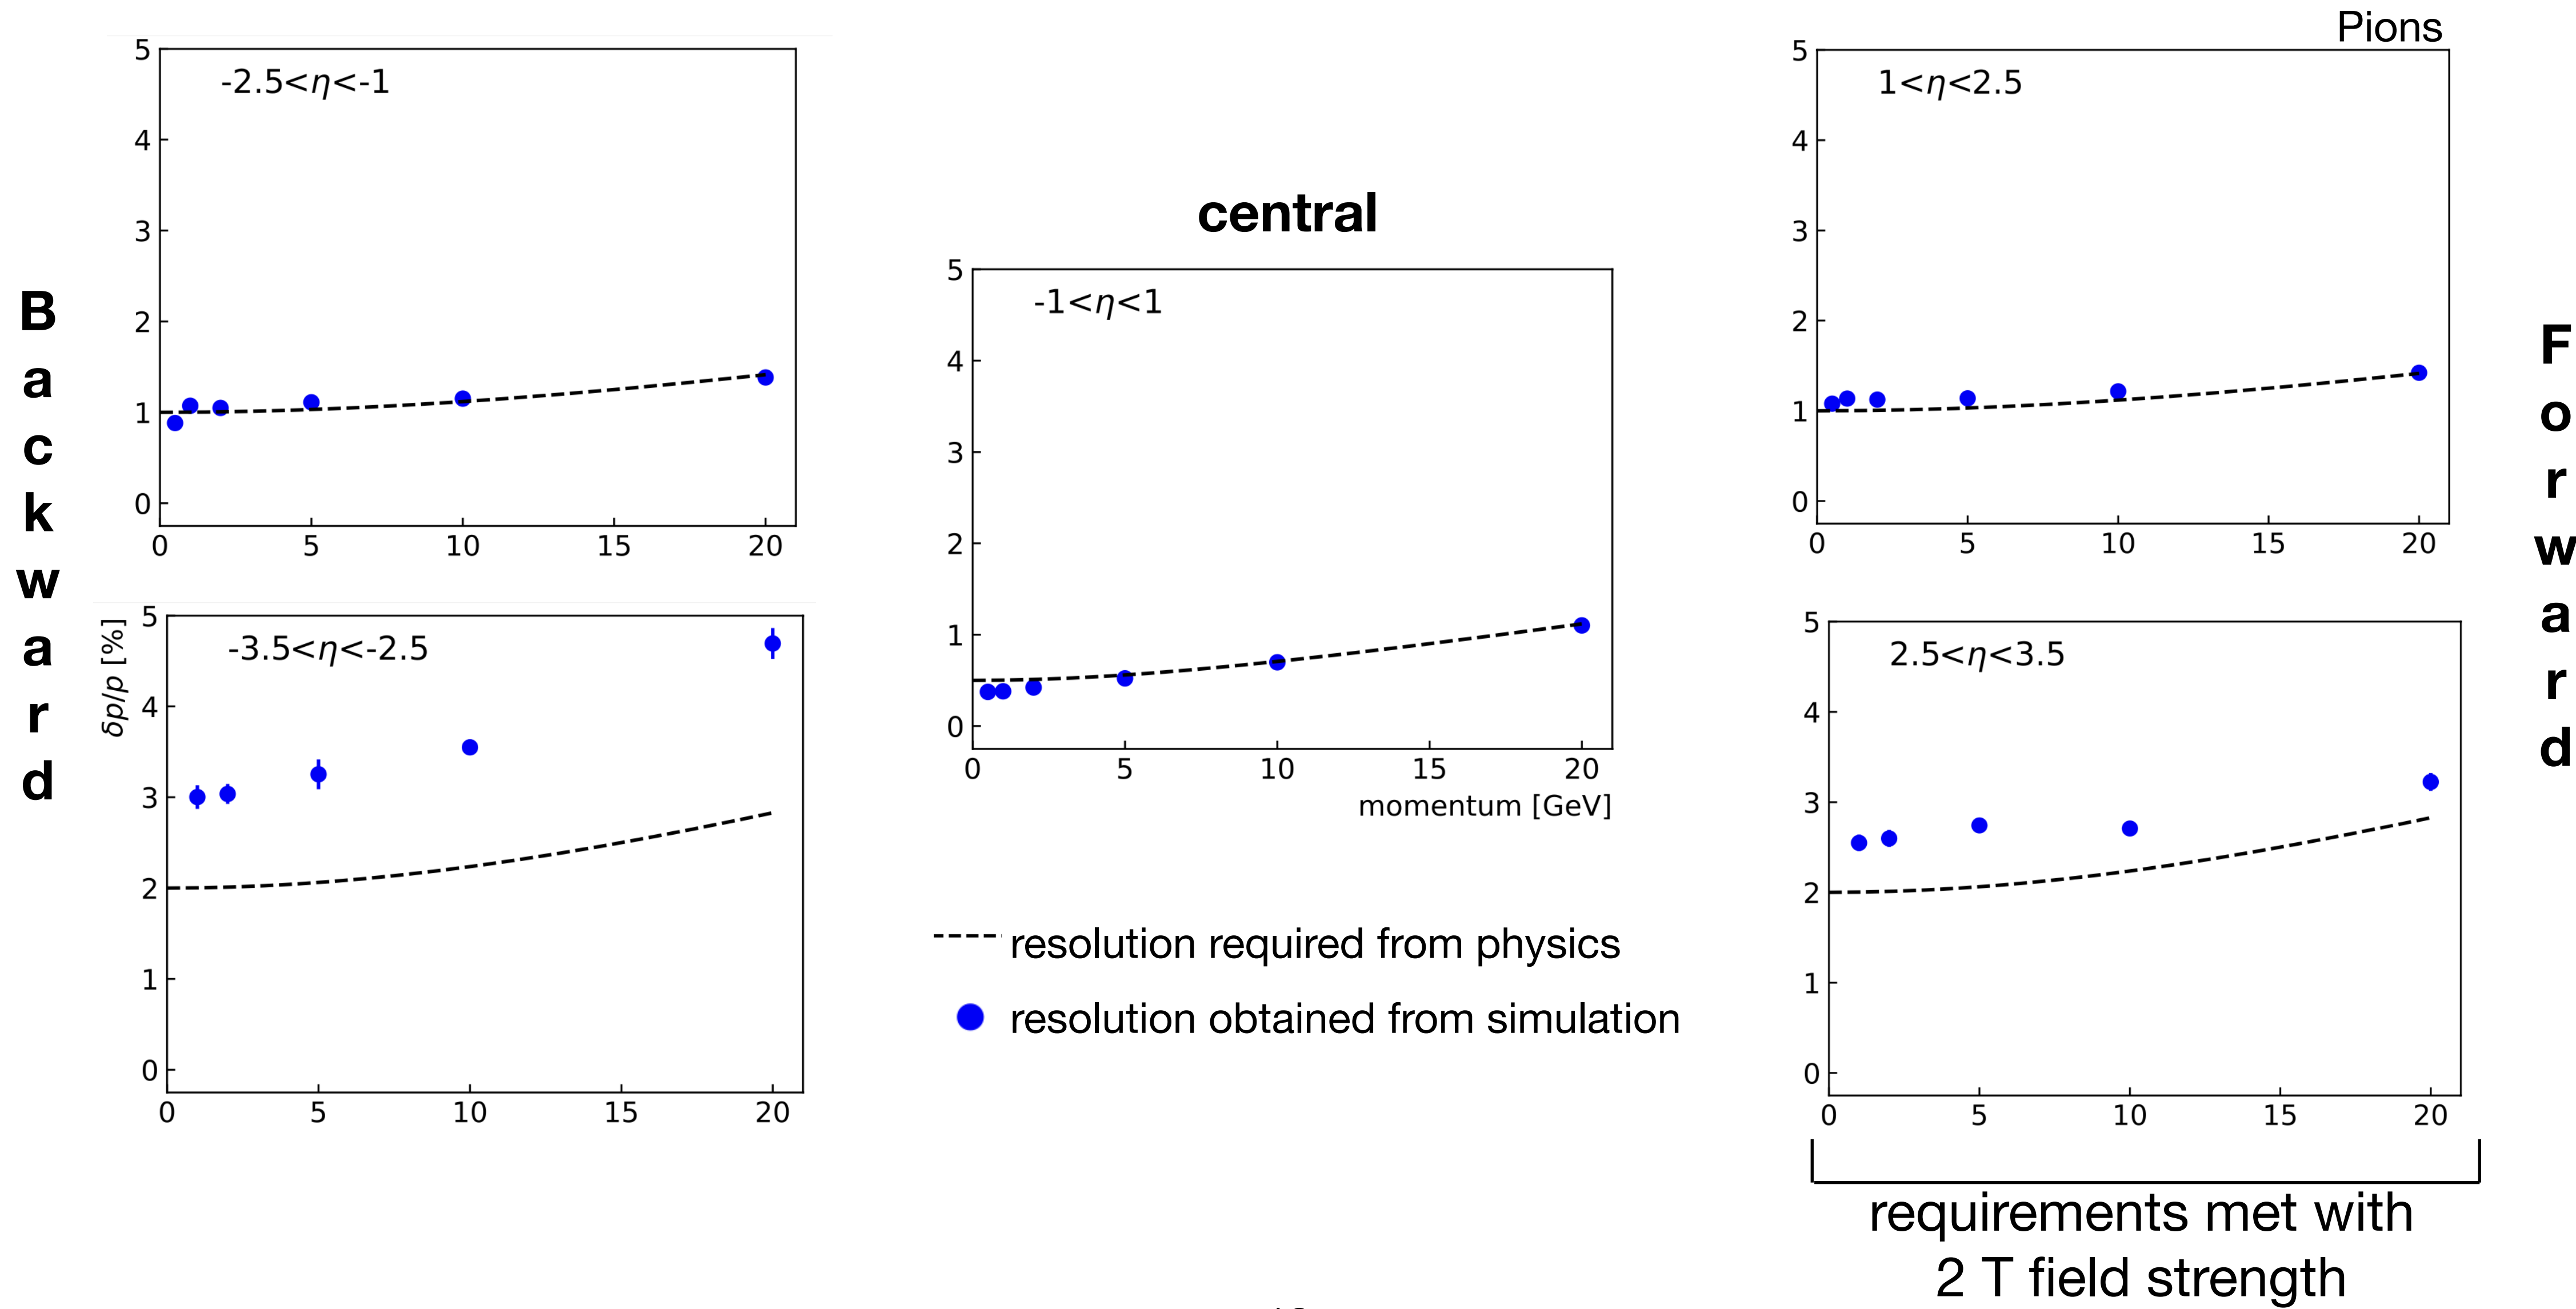 Pions
Backward
-2.5<η<-1
5
4
3
2
1
0
0 5 10 15 20
δp/p [%]
-3.5<η<-2.5
5
4
3
2
1
0
0 5 10 15 20
central
-1<η<1
5
4
3
2
1
0
0 5 10 15 20
momentum [GeV]
resolution required from physics
resolution obtained from simulation
1<η<2.5
5
4
3
2
1
0
0 5 10 15 20
2.5<η<3.5
5
4
3
2
1
0
0 5 10 15 20
Forward
requirements met with
2 T field strength